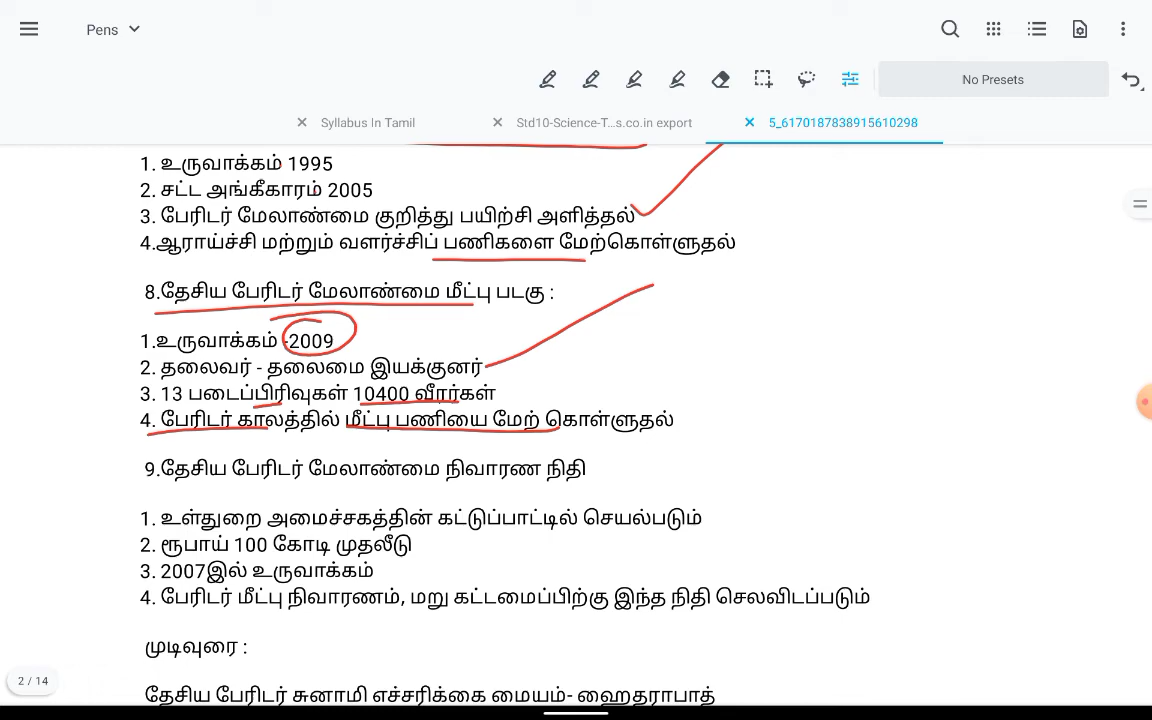 Pens
No Presets
Syllabus In Tamil
Std10-Science-T...s.co.in export
5_6170187838915610298
1. உருவாக்கம் 1995
2. சட்ட அங்கீகாரம் 2005
3. பேரிடர் மேலாண்மை குறித்து பயிற்சி அளித்தல்
4.ஆராய்ச்சி மற்றும் வளர்ச்சிப் பணிகளை மேற்கொள்ளுதல்
8.தேசிய பேரிடர் மேலாண்மை மீட்பு படகு :
1.உருவாக்கம் -2009
2. தலைவர் - தலைமை இயக்குனர்
3. 13 படைப்பிரிவுகள் 10400 வீரர்கள்
4. பேரிடர் காலத்தில் மீட்பு பணியை மேற் கொள்ளுதல்
9.தேசிய பேரிடர் மேலாண்மை நிவாரண நிதி
1. உள்துறை அமைச்சகத்தின் கட்டுப்பாட்டில் செயல்படும்
2. ரூபாய் 100 கோடி முதலீடு
3. 2007இல் உருவாக்கம்
4. பேரிடர் மீட்பு நிவாரணம், மறு கட்டமைப்பிற்கு இந்த நிதி செலவிடப்படும்
முடிவுரை :
2 / 14
தேசிய பேரிடர் சுனாமி எச்சரிக்கை மையம்- ஹைதராபாத்